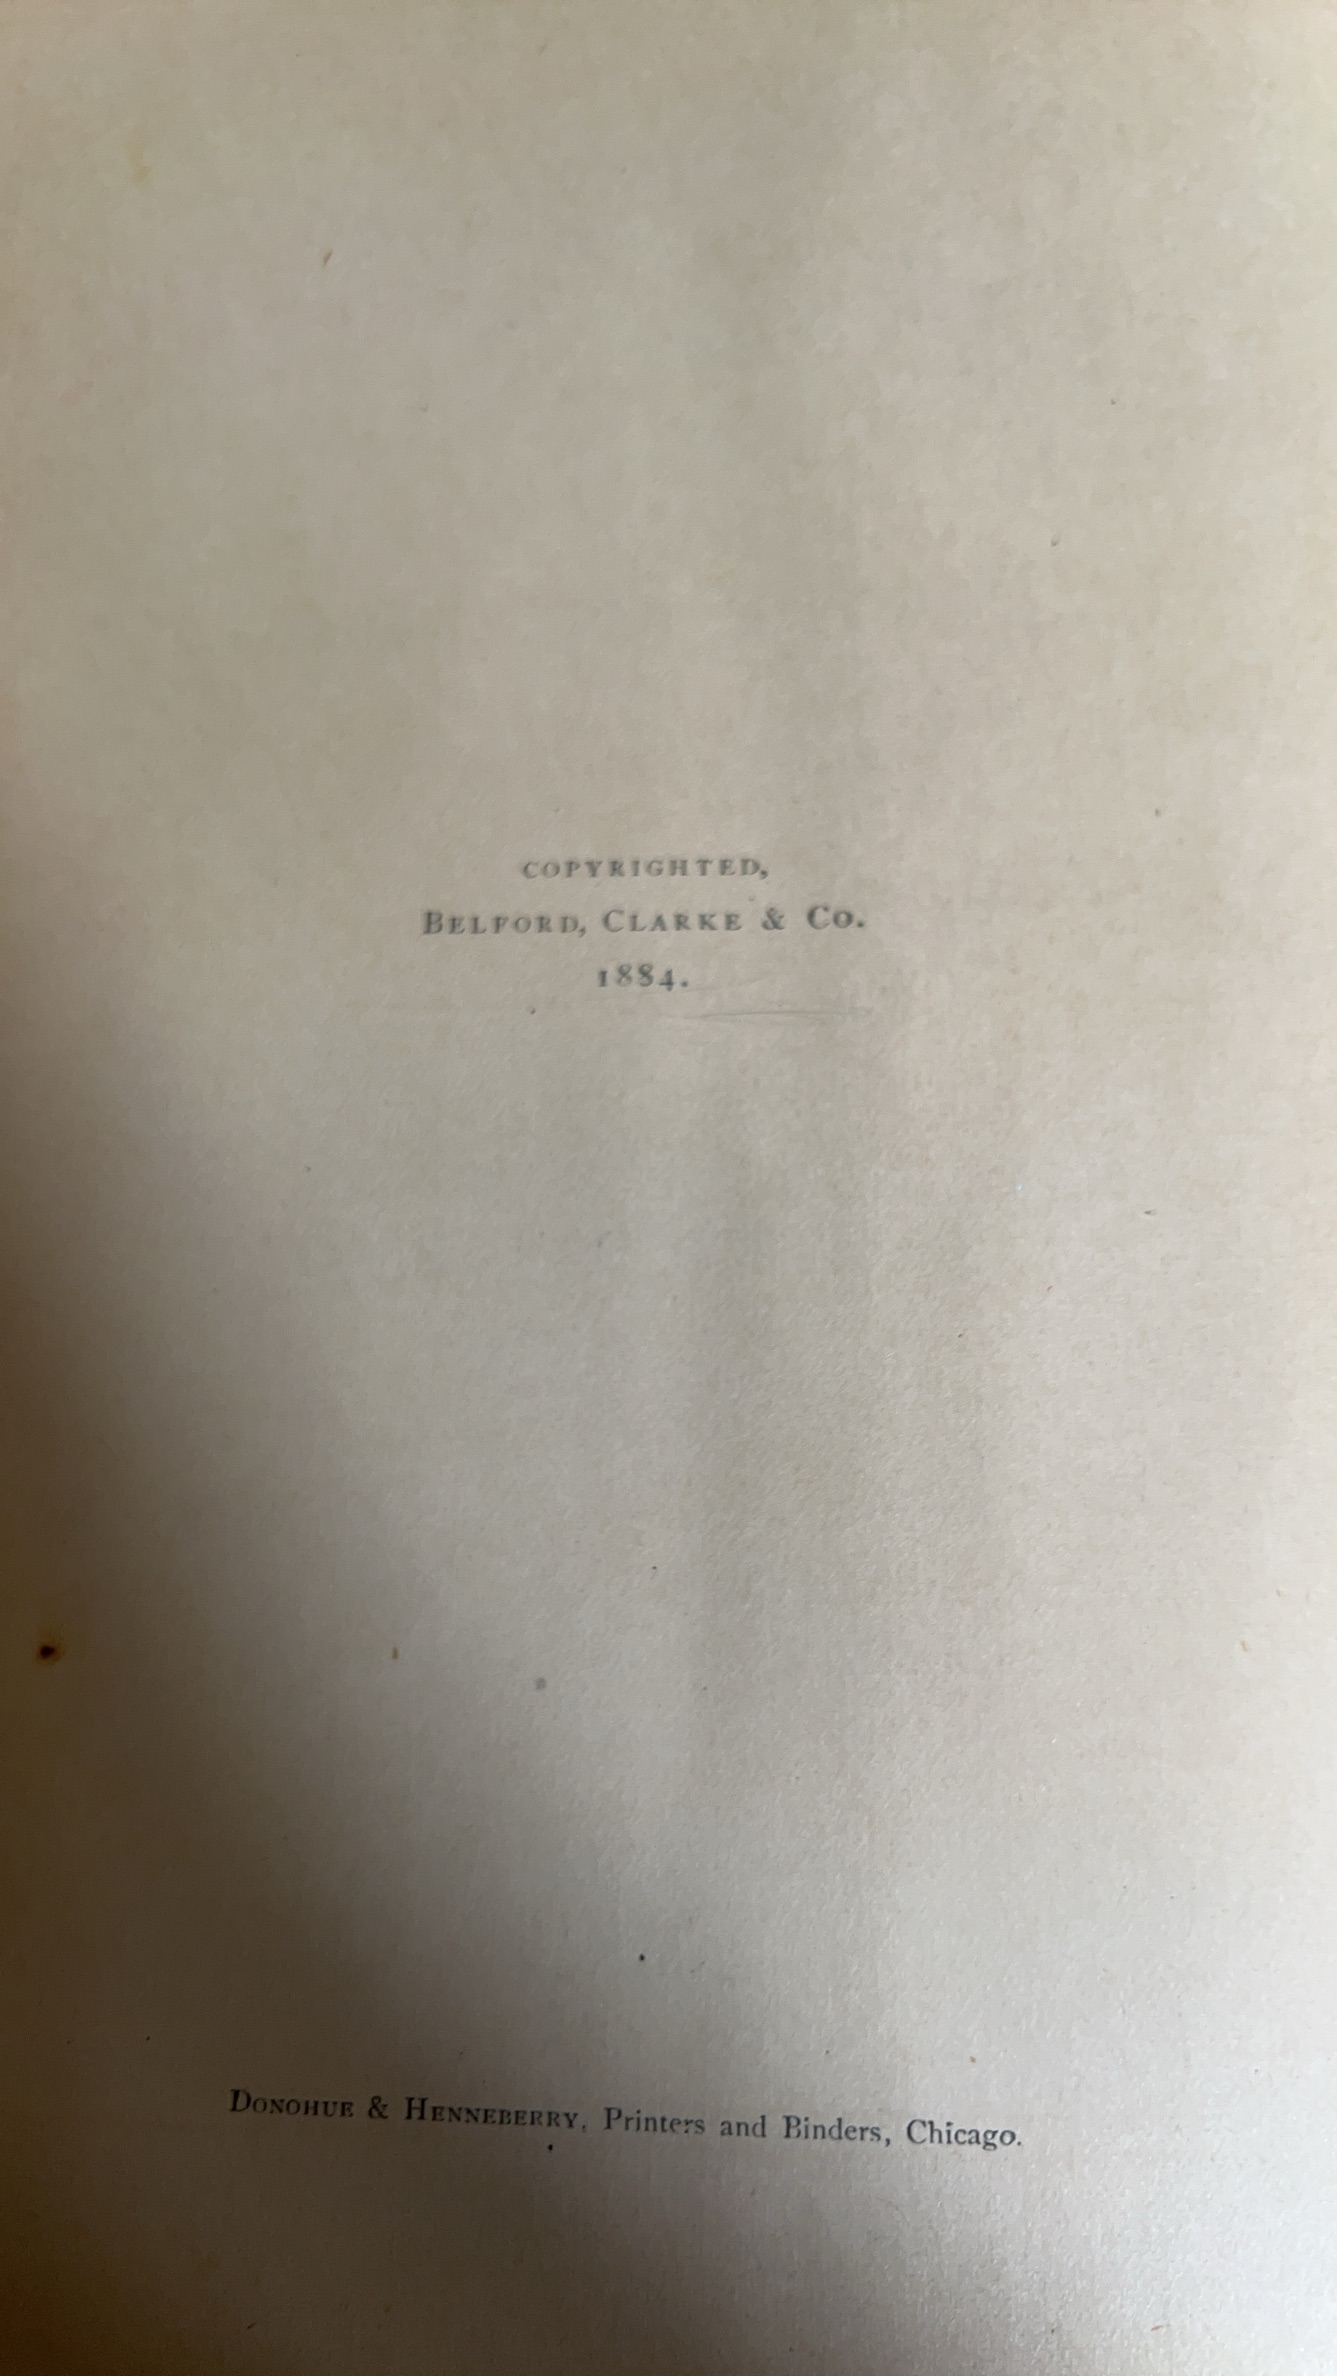 COPYRIGHTED,
BELFORD, CLARKE & CO.
1884.
DONOHUE & HENNEBERRY, Printers and Binders, Chicago.